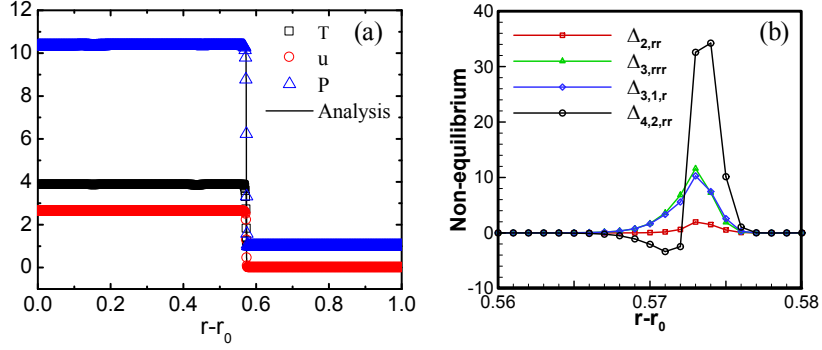 (a)
T
u
P
Analysis
12
10
8
6
4
2
0
0.0 0.2 0.4 0.6 0.8 1.0
r-r₀
(b)
Δ₂,rr
Δ₃,rrr
Δ₃,₁,r
Δ₄,₂,rr
Non-equilibrium
40
30
20
10
0
-10
0.56 0.57 0.58
r-r₀